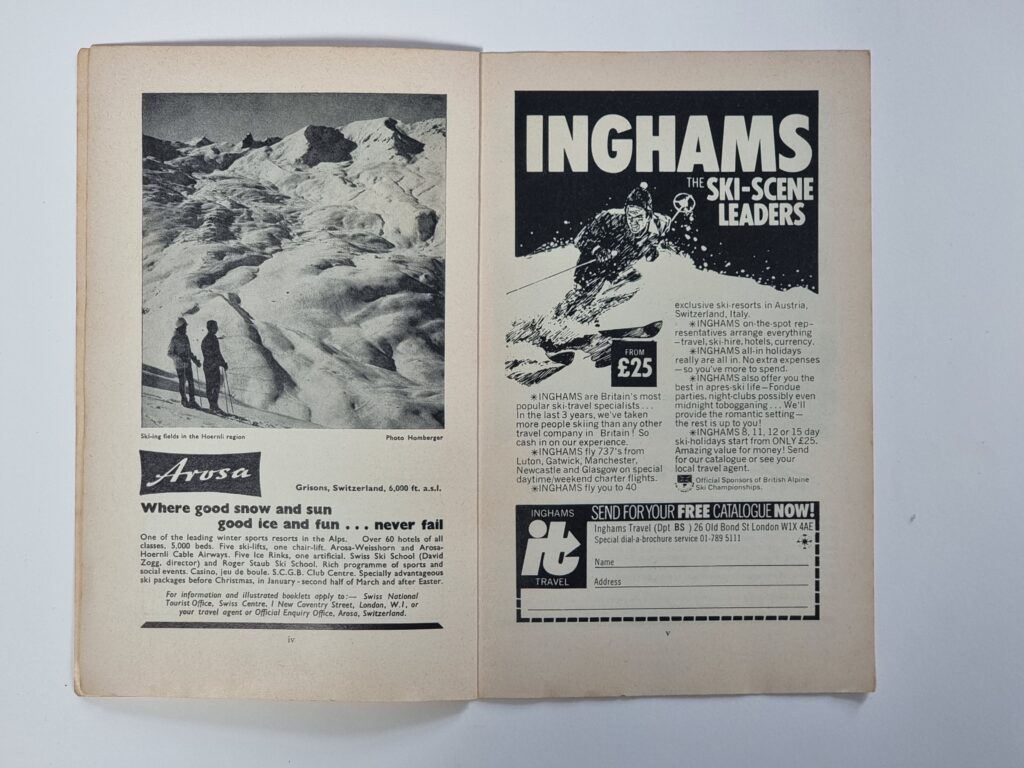 Ski-ing fields in the Hoernli region
Photo Homberger
Arosa
Grisons, Switzerland, 6,000 ft. a.s.l.
Where good snow and sun
good ice and fun . . . never fail
One of the leading winter sports resorts in the Alps. Over 60 hotels of all
classes, 5,000 beds. Five ski-lifts, one chair-lift, Arosa-Weisshorn and Arosa-
Hoernli Cable Airways. Five Ice Rinks, one artificial. Swiss Ski School (David
Zogg, director) and Roger Staub Ski School. Rich programme of sports and
social events. Casino, jeu de boule. S.C.G.B. Club Centre. Specially advantageous
ski packages before Christmas, in January - second half of March and after Easter.
For information and illustrated booklets apply to:— Swiss National
Tourist Office, Swiss Centre, 1 New Coventry Street, London, W.1, or
your travel agent or Official Enquiry Office, Arosa, Switzerland.
iv
INGHAMS
THE SKI-SCENE
LEADERS
FROM
£25
✳INGHAMS are Britain's most
popular ski-travel specialists . . .
In the last 3 years, we've taken
more people skiing than any other
travel company in Britain! So
cash in on our experience.
✳INGHAMS fly 737's from
Luton, Gatwick, Manchester,
Newcastle and Glasgow on special
daytime/weekend charter flights.
✳INGHAMS fly you to 40
exclusive ski-resorts in Austria,
Switzerland, Italy.
✳INGHAMS on-the-spot rep-
resentatives arrange everything
—travel, ski-hire, hotels, currency.
✳INGHAMS all-in holidays
really are all in. No extra expenses
—so you've more to spend.
✳INGHAMS also offer you the
best in apres-ski life—Fondue
parties, night-clubs possibly even
midnight tobogganing . . . We'll
provide the romantic setting—
the rest is up to you!
✳INGHAMS 8, 11, 12 or 15 day
ski-holidays start from ONLY £25.
Amazing value for money! Send
for our catalogue or see your
local travel agent.
Official Sponsors of British Alpine
Ski Championships.
INGHAMS
it
TRAVEL
SEND FOR YOUR FREE CATALOGUE NOW!
Inghams Travel (Dpt BS ) 26 Old Bond St London W1X 4AE
Special dial-a-brochure service 01-789 5111
Name
Address
v